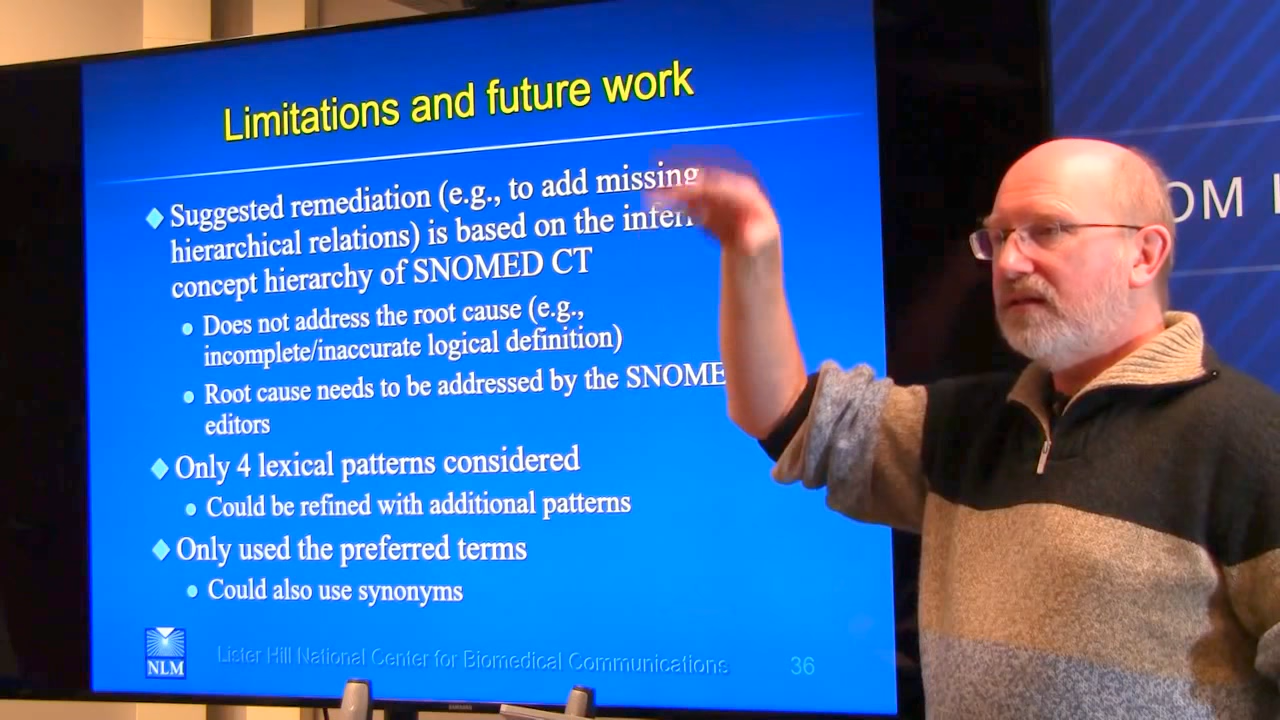 Limitations and future work
Suggested remediation (e.g., to add missing
hierarchical relations) is based on the
concept hierarchy of SNOMED CT
Does not address the root cause (e.g.,
incomplete/inaccurate logical definition)
Root cause needs to be addressed by the
editors
Only 4 lexical patterns considered
Could be refined with additional patterns
Only used the preferred terms
Could also use synonyms
NLM
Lister Hill National Center for Biomedical Communications
36
SAMSUNG